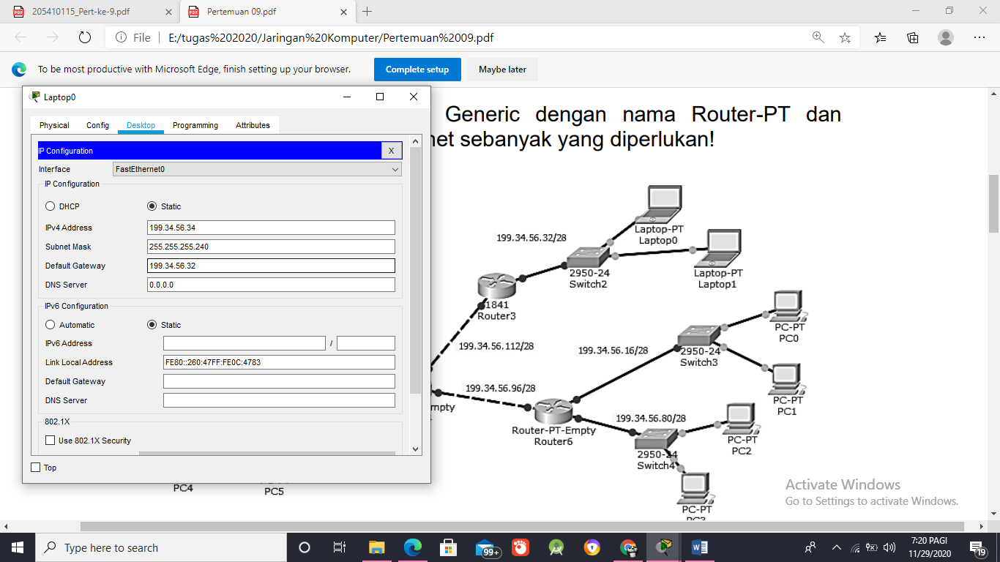 205410115_Pert-ke-9.pdf
Pertemuan 09.pdf
File
E:/tugas%202020/Jaringan%20Komputer/Pertemuan%2009.pdf
To be most productive with Microsoft Edge, finish setting up your browser.
Complete setup
Maybe later
Laptop0
Physical
Config
Desktop
Programming
Attributes
IP Configuration
X
Interface
FastEthernet0
IP Configuration
DHCP
Static
IPv4 Address
199.34.56.34
Subnet Mask
255.255.255.240
Default Gateway
199.34.56.32
DNS Server
0.0.0.0
IPv6 Configuration
Automatic
Static
IPv6 Address
/
Link Local Address
FE80::260:47FF:FE0C:4783
Default Gateway
DNS Server
802.1X
Use 802.1X Security
Top
Generic dengan nama Router-PT dan
net sebanyak yang diperlukan!
Laptop-PT
Laptop0
199.34.56.32/28
2950-24
Switch2
Laptop-PT
Laptop1
1841
Router3
199.34.56.112/28
199.34.56.16/28
PC-PT
PC0
2950-24
Switch3
199.34.56.96/28
PC-PT
PC1
mpty
Router-PT-Empty
Router6
199.34.56.80/28
2950-24
Switch4
PC-PT
PC2
PC-PT
PC3
PC4
PC5
Activate Windows
Go to Settings to activate Windows.
Type here to search
99+
7:20 PAGI
11/29/2020
19